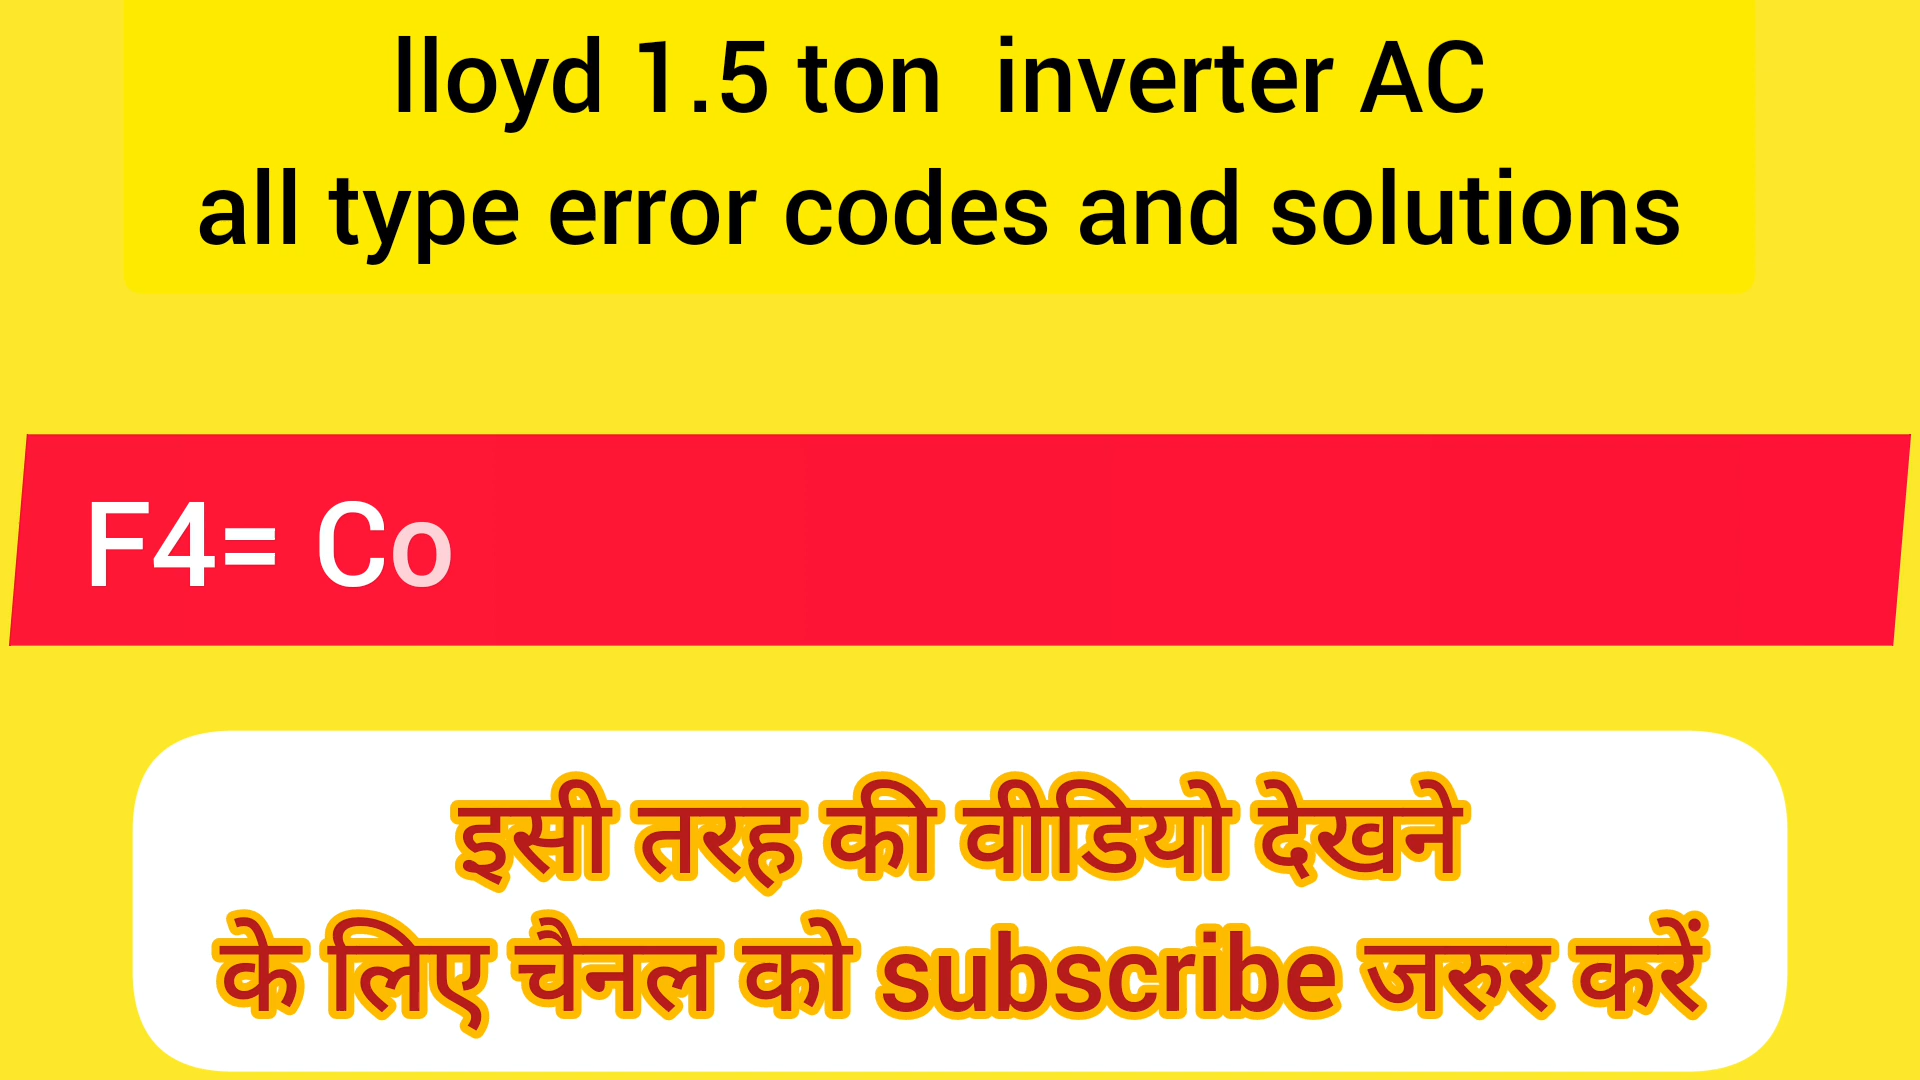 lloyd 1.5 ton inverter AC
all type error codes and solutions
F4= Co
इसी तरह की वीडियो देखने
के लिए चैनल को subscribe जरुर करें